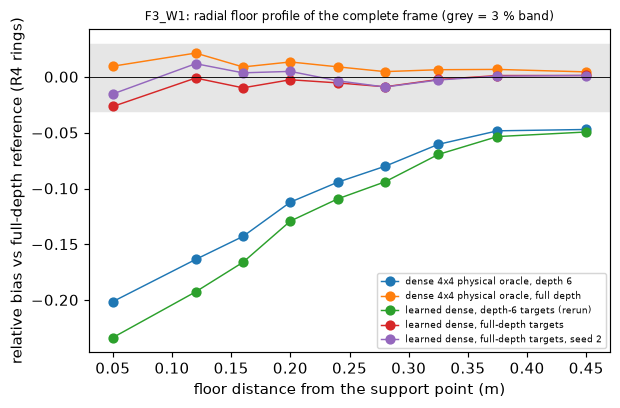 F3_W1: radial floor profile of the complete frame (grey = 3 % band)
relative bias vs full-depth reference (R4 rings)
0.00
−0.05
−0.10
−0.15
−0.20
dense 4x4 physical oracle, depth 6
dense 4x4 physical oracle, full depth
learned dense, depth-6 targets (rerun)
learned dense, full-depth targets
learned dense, full-depth targets, seed 2
0.05 0.10 0.15 0.20 0.25 0.30 0.35 0.40 0.45
floor distance from the support point (m)